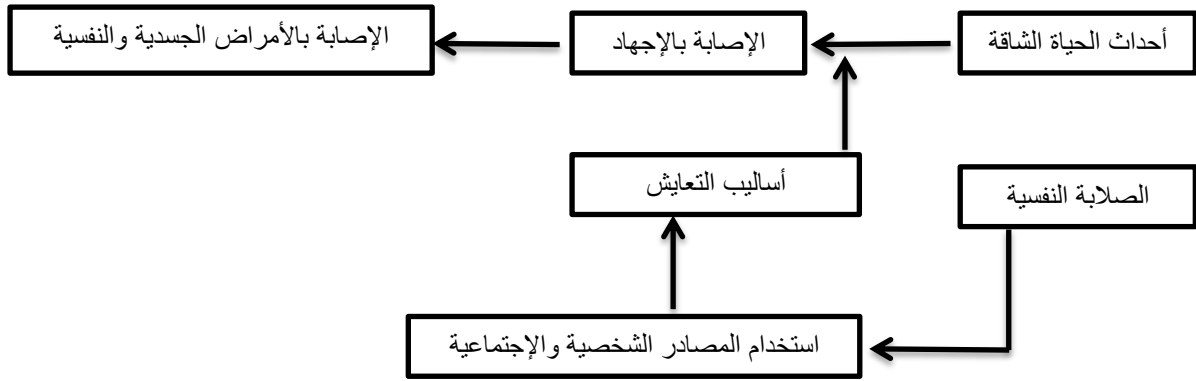 أحداث الحياة الشاقة
الإصابة بالإجهاد
الإصابة بالأمراض الجسدية والنفسية
الصلابة النفسية
أساليب التعايش
استخدام المصادر الشخصية والإجتماعية